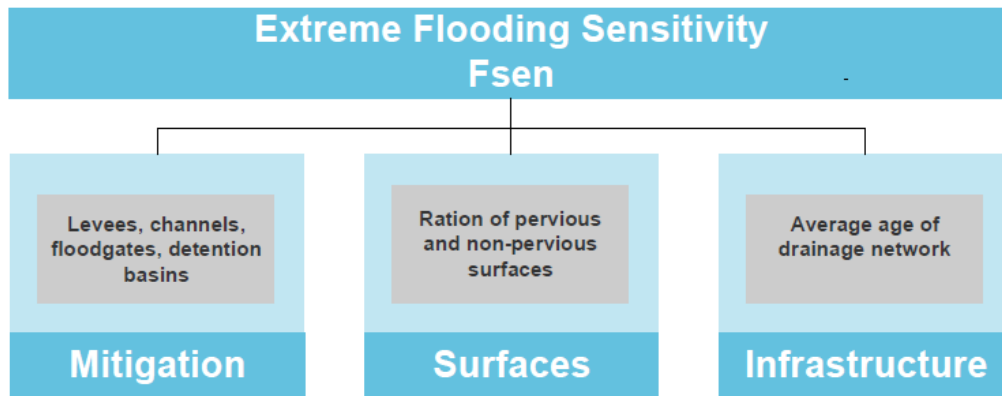 Extreme Flooding Sensitivity
Fsen
-
Levees, channels,
floodgates, detention
basins
Ration of pervious
and non-pervious
surfaces
Average age of
drainage network
Mitigation
Surfaces
Infrastructure